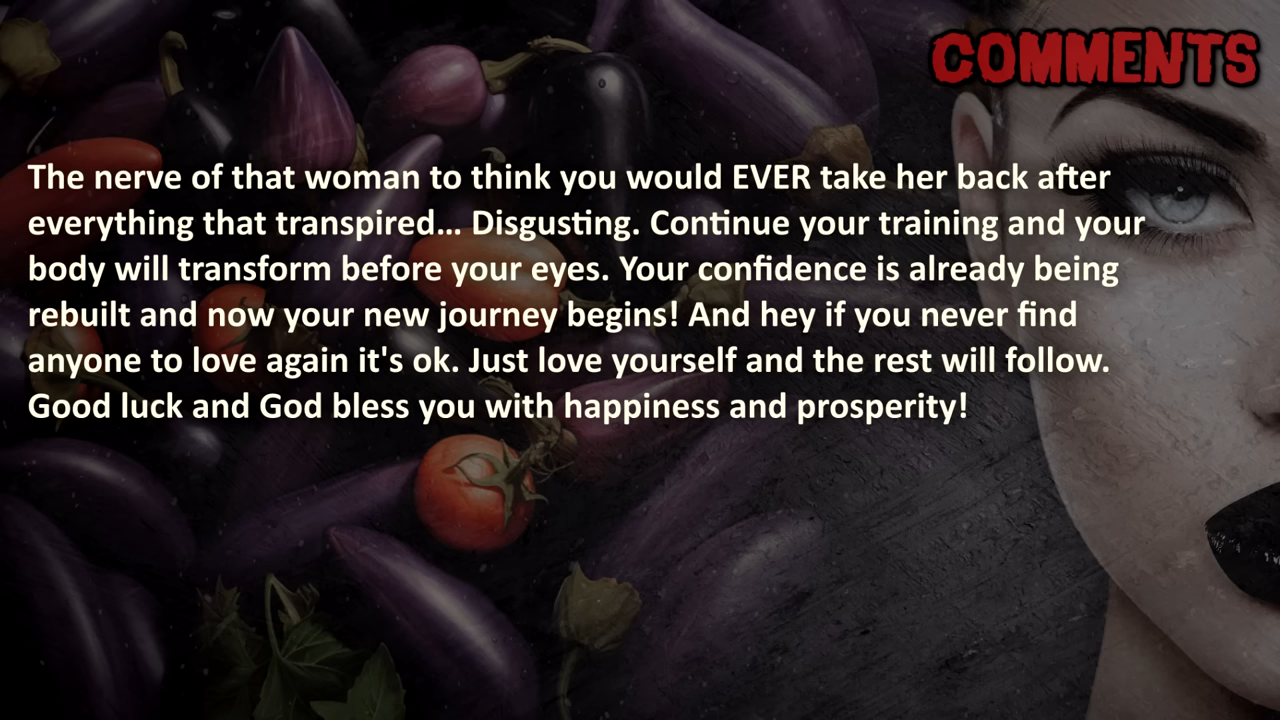 COMMENTS
The nerve of that woman to think you would EVER take her back after
everything that transpired... Disgusting. Continue your training and your
body will transform before your eyes. Your confidence is already being
rebuilt and now your new journey begins! And hey if you never find
anyone to love again it's ok. Just love yourself and the rest will follow.
Good luck and God bless you with happiness and prosperity!